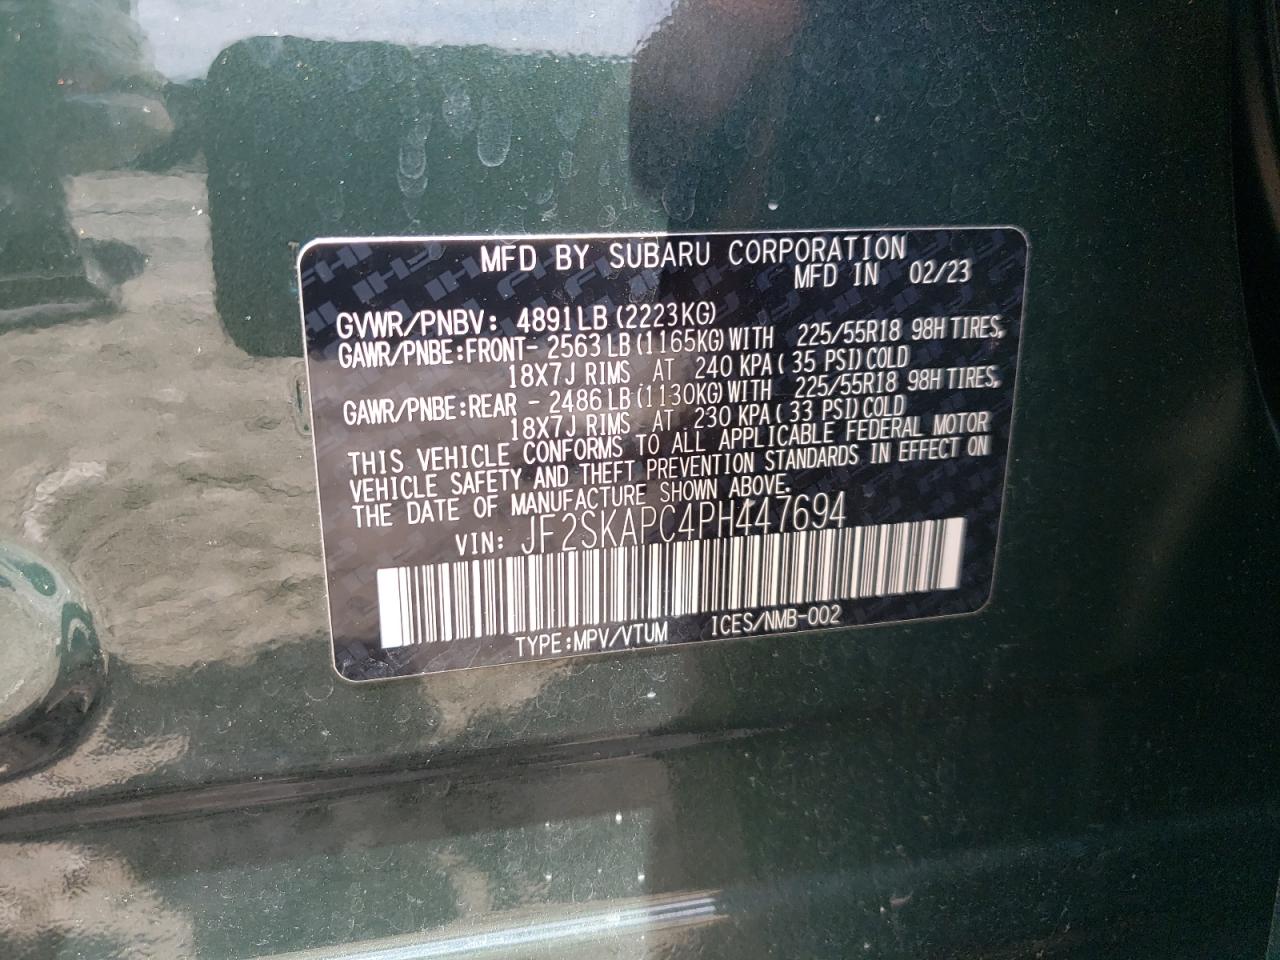 MFD BY SUBARU CORPORATION
MFD IN 02/23
GVWR/PNBV: 4891LB(2223KG)
GAWR/PNBE:FRONT- 2563LB(1165KG)WITH 225/55R18 98H TIRES,
18X7J RIMS AT 240 KPA(35 PSI)COLD
GAWR/PNBE:REAR - 2486LB(1130KG)WITH 225/55R18 98H TIRES,
18X7J RIMS AT 230 KPA(33 PSI)COLD
THIS VEHICLE CONFORMS TO ALL APPLICABLE FEDERAL MOTOR
VEHICLE SAFETY AND THEFT PREVENTION STANDARDS IN EFFECT ON
THE DATE OF MANUFACTURE SHOWN ABOVE.
VIN: JF2SKAPC4PH447694
TYPE:MPV/VTUM ICES/NMB-002